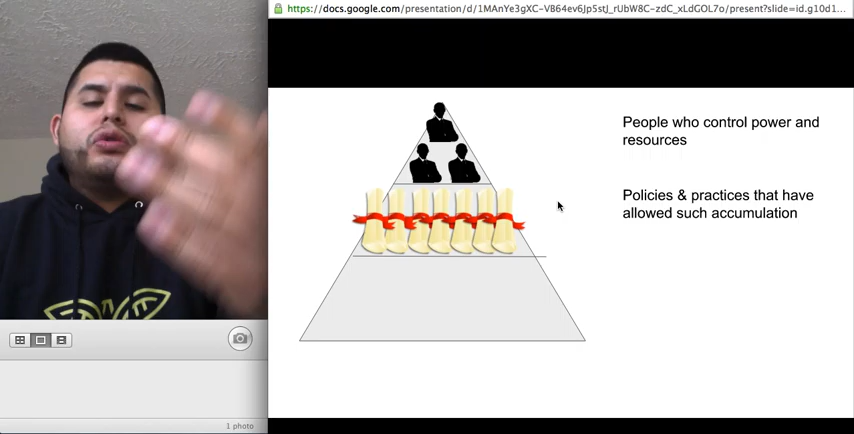 https://docs.google.com/presentation/d/1MAnYe3gXC-VB64ev6Jp5stJ_rUbW8C-zdC_xLdGOL7o/present?slide=id.g10d1...
People who control power and
resources
Policies & practices that have
allowed such accumulation
1 photo